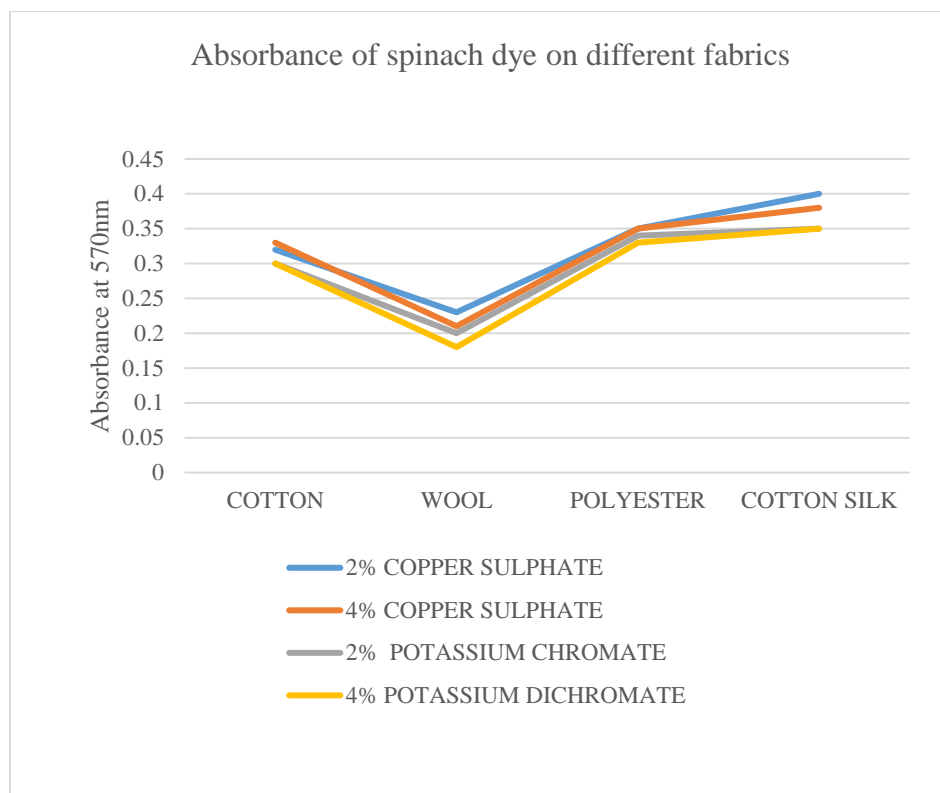 Absorbance of spinach dye on different fabrics
Absorbance at 570nm
0.45
0.4
0.35
0.3
0.25
0.2
0.15
0.1
0.05
0
COTTON WOOL POLYESTER COTTON SILK
2% COPPER SULPHATE
4% COPPER SULPHATE
2% POTASSIUM CHROMATE
4% POTASSIUM DICHROMATE